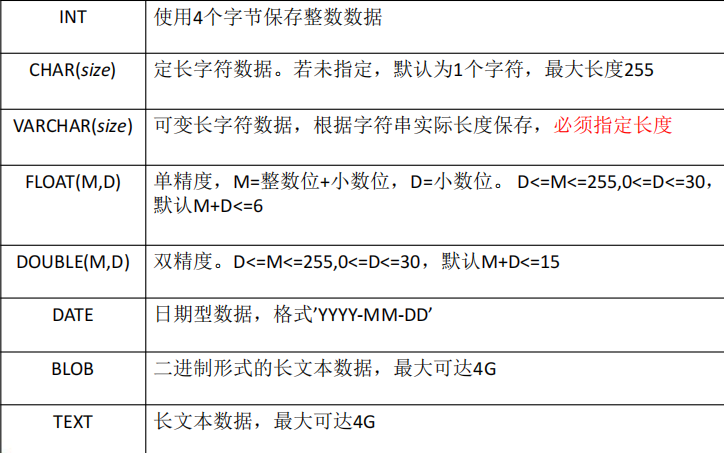 INT 使用4个字节保存整数数据
CHAR(size) 定长字符数据。若未指定，默认为1个字符，最大长度255
VARCHAR(size) 可变长字符数据，根据字符串实际长度保存，必须指定长度
FLOAT(M,D) 单精度，M=整数位+小数位，D=小数位。 D<=M<=255,0<=D<=30，
默认M+D<=6
DOUBLE(M,D) 双精度。D<=M<=255,0<=D<=30，默认M+D<=15
DATE 日期型数据，格式’YYYY-MM-DD’
BLOB 二进制形式的长文本数据，最大可达4G
TEXT 长文本数据，最大可达4G